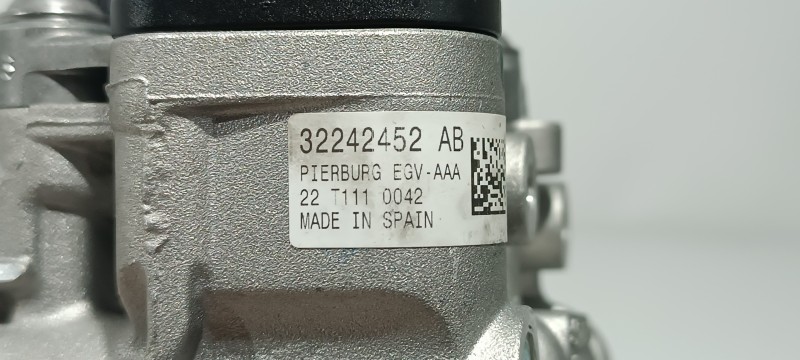 32242452 AB
PIERBURG EGV-AAA
22 T111 0042
MADE IN SPAIN